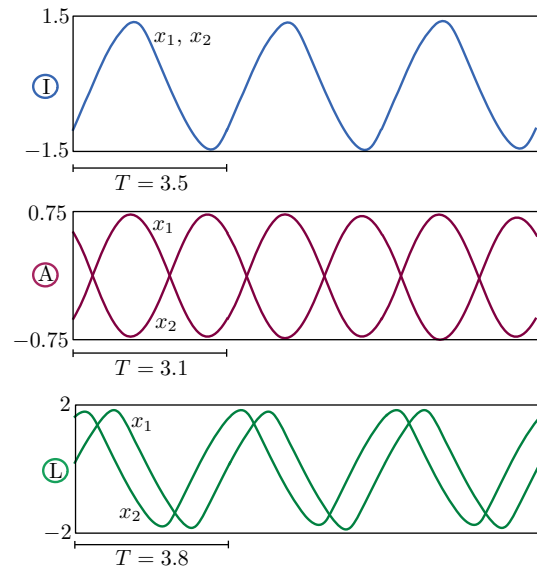 1.5
x₁, x₂
I
−1.5
T = 3.5
0.75
x₁
A
x₂
−0.75
T = 3.1
2
x₁
L
x₂
−2
T = 3.8